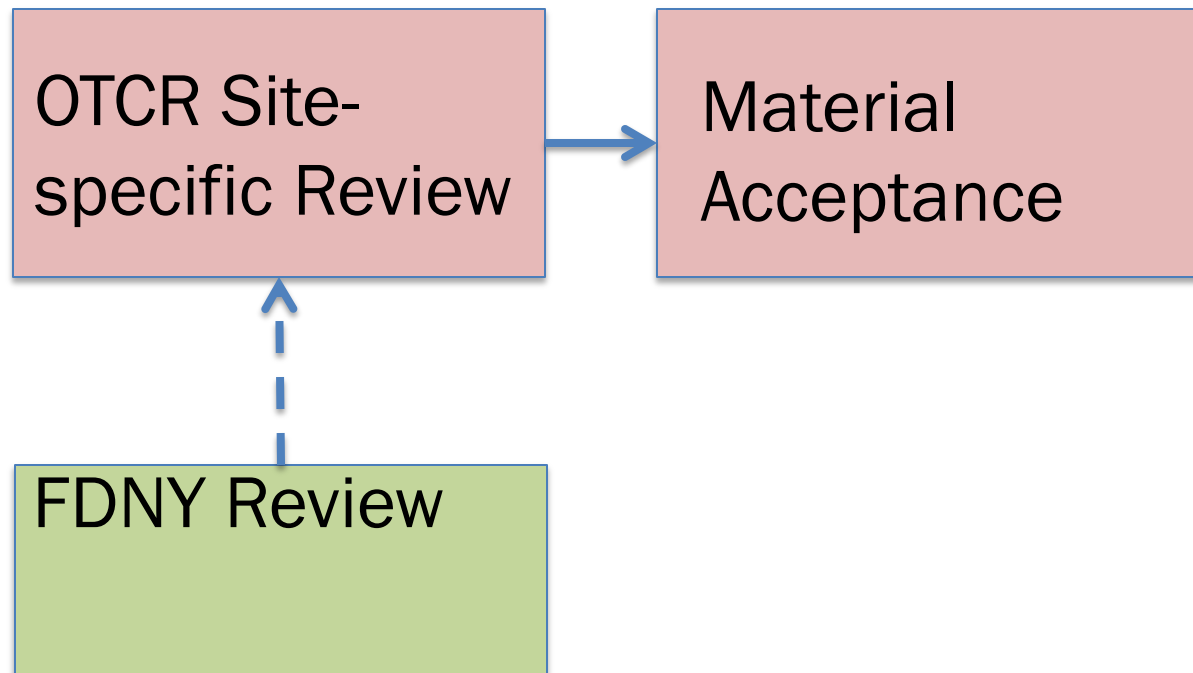 OTCR Site-
specific Review
Material
Acceptance
FDNY Review